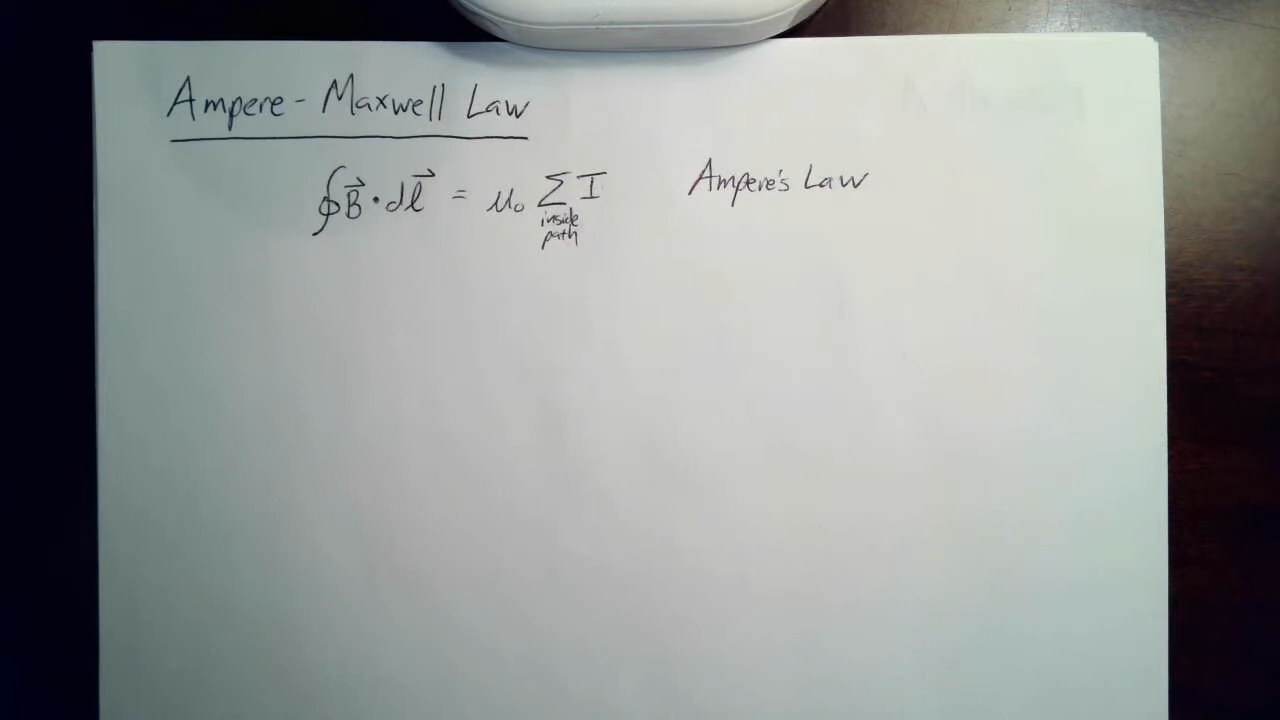 Ampere-Maxwell Law
∮B⃗·dl⃗ = μ₀ ∑ I Ampere's Law
inside
path